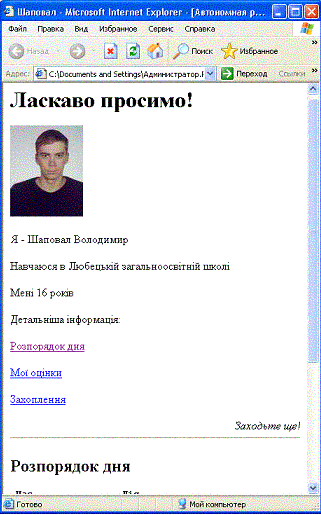 Шаповал - Microsoft Internet Explorer - [Автономная р...
Файл Правка Вид Избранное Сервис Справка
Назад Поиск Избранное
Адрес: C:\Documents and Settings\Администратор.F Переход Ссылки
Ласкаво просимо!
Я - Шаповал Володимир
Навчаюся в Любецькій загальноосвітній школі
Мені 16 років
Детальніша інформація:
Розпорядок дня
Мої оцінки
Захоплення
Заходьте ще!
Розпорядок дня
Готово Мой компьютер